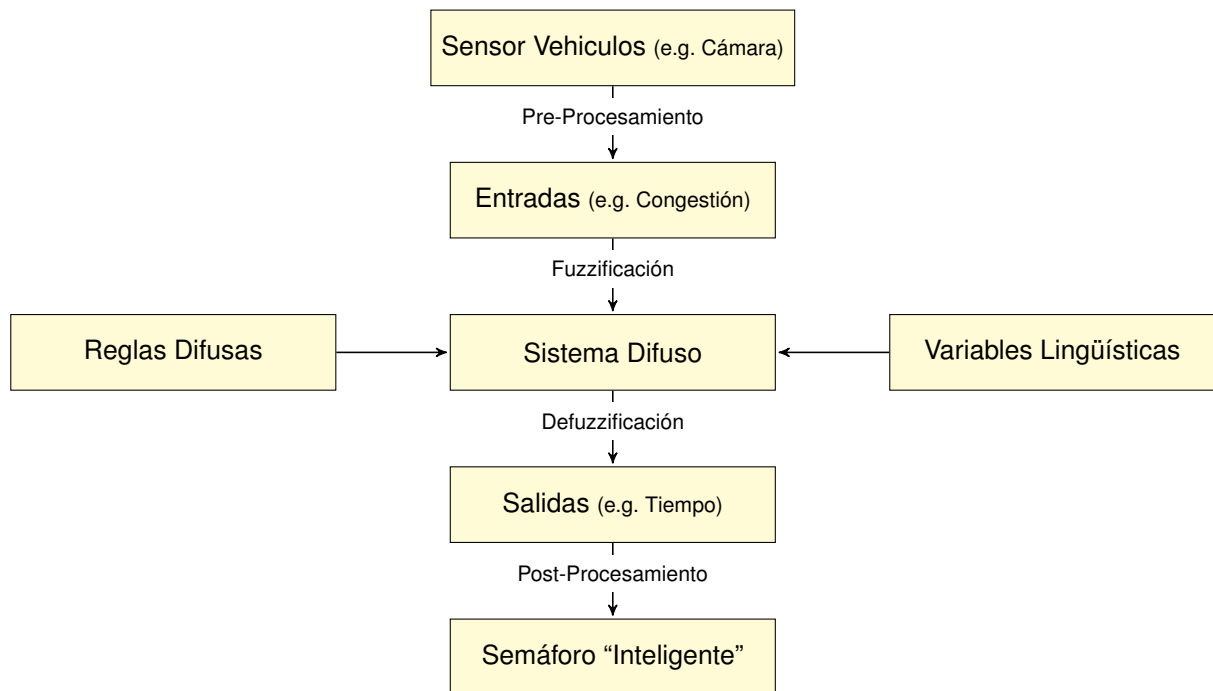 Sensor Vehiculos (e.g. Cámara)
Pre-Procesamiento
Entradas (e.g. Congestión)
Fuzzificación
Reglas Difusas
Sistema Difuso
Variables Lingüísticas
Defuzzificación
Salidas (e.g. Tiempo)
Post-Procesamiento
Semáforo “Inteligente”